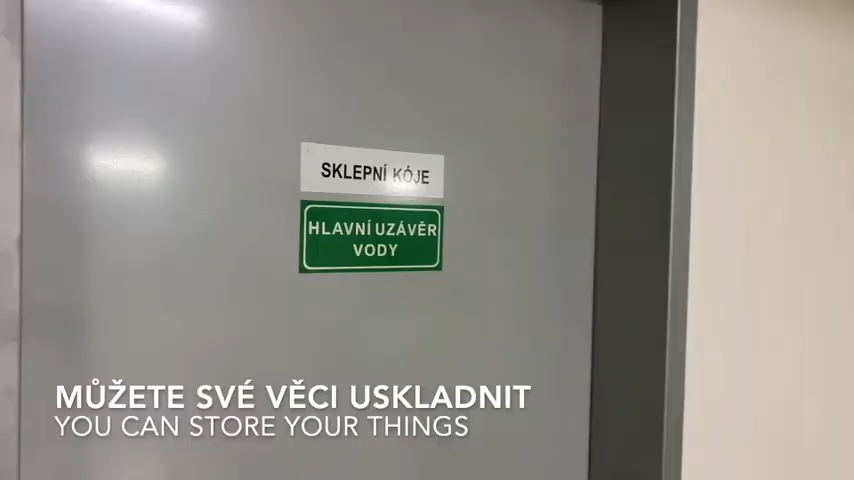 SKLEPNÍ KÓJE
HLAVNÍ UZÁVĚR
VODY
MŮŽETE SVÉ VĚCI USKLADNIT
YOU CAN STORE YOUR THINGS